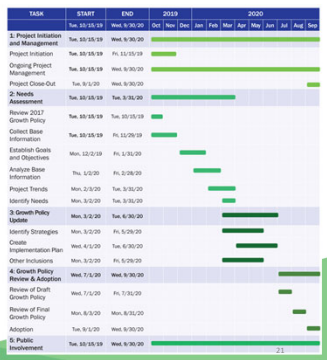 TASK START END 2019 2020
Tue, 10/15/19 Wed, 9/30/20 Oct Nov Dec Jan Feb Mar Apr May Jun Jul Aug Sep
1: Project Initiation and Management Tue, 10/15/19 Wed, 9/30/20
Project Initiation Tue, 10/15/19 Fri, 11/15/19
Ongoing Project Management Tue, 10/15/19 Wed, 9/30/20
Project Close-Out Tue, 9/1/20 Wed, 9/30/20
2: Needs Assessment Tue, 10/15/19 Tue, 3/31/20
Review 2017 Growth Policy Tue, 10/15/19 Tue, 10/15/19
Collect Base Information Tue, 10/15/19 Fri, 11/29/19
Establish Goals and Objectives Mon, 12/2/19 Fri, 1/31/20
Analyze Base Information Thu, 1/2/20 Fri, 2/28/20
Project Trends Mon, 2/3/20 Tue, 3/31/20
Identify Needs Mon, 3/2/20 Tue, 3/31/20
3: Growth Policy Update Mon, 3/2/20 Tue, 6/30/20
Identify Strategies Mon, 3/2/20 Fri, 5/29/20
Create Implementation Plan Wed, 4/1/20 Tue, 6/30/20
Other Inclusions Mon, 3/2/20 Fri, 5/29/20
4: Growth Policy Review & Adoption Wed, 7/1/20 Wed, 9/30/20
Review of Draft Growth Policy Wed, 7/1/20 Fri, 7/31/20
Review of Final Growth Policy Mon, 8/3/20 Mon, 8/31/20
Adoption Tue, 9/1/20 Wed, 9/30/20
5: Public Involvement Tue, 10/15/19 Wed, 9/30/20
21